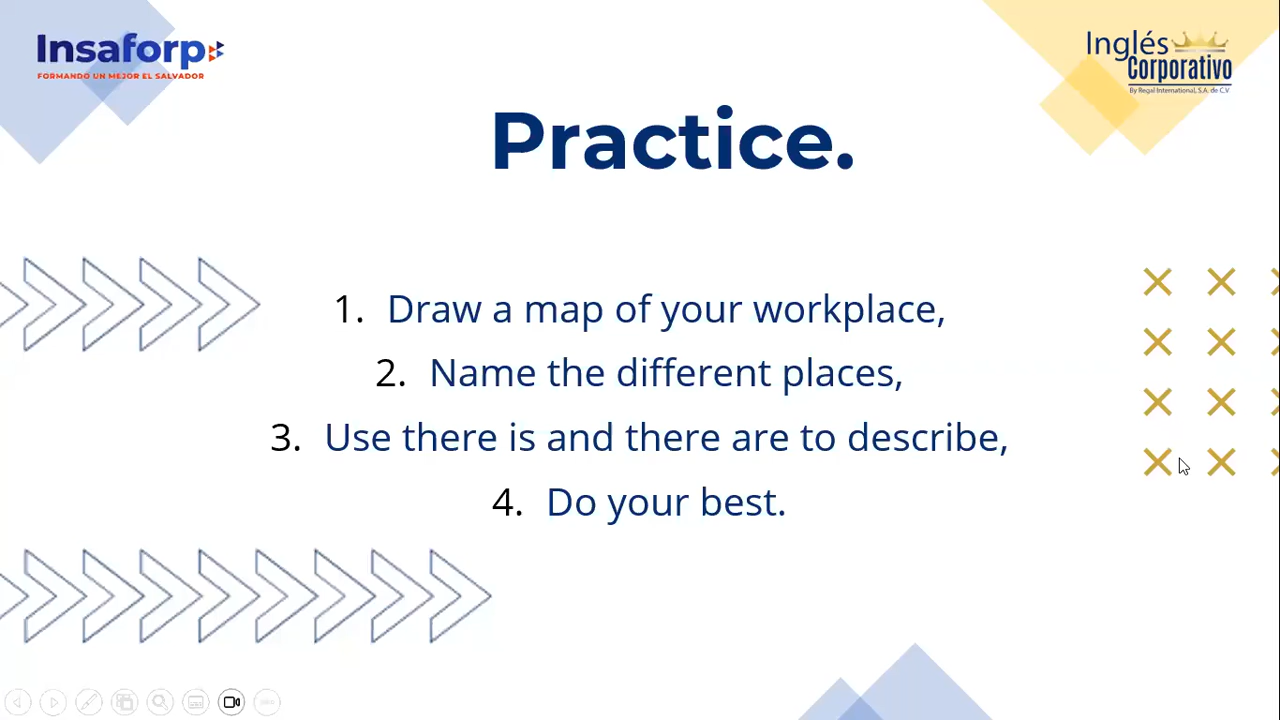 Insaforp
FORMANDO UN MEJOR EL SALVADOR
Inglés
Corporativo
By Regal International, S.A. de C.V
Practice.
1. Draw a map of your workplace,
2. Name the different places,
3. Use there is and there are to describe,
4. Do your best.